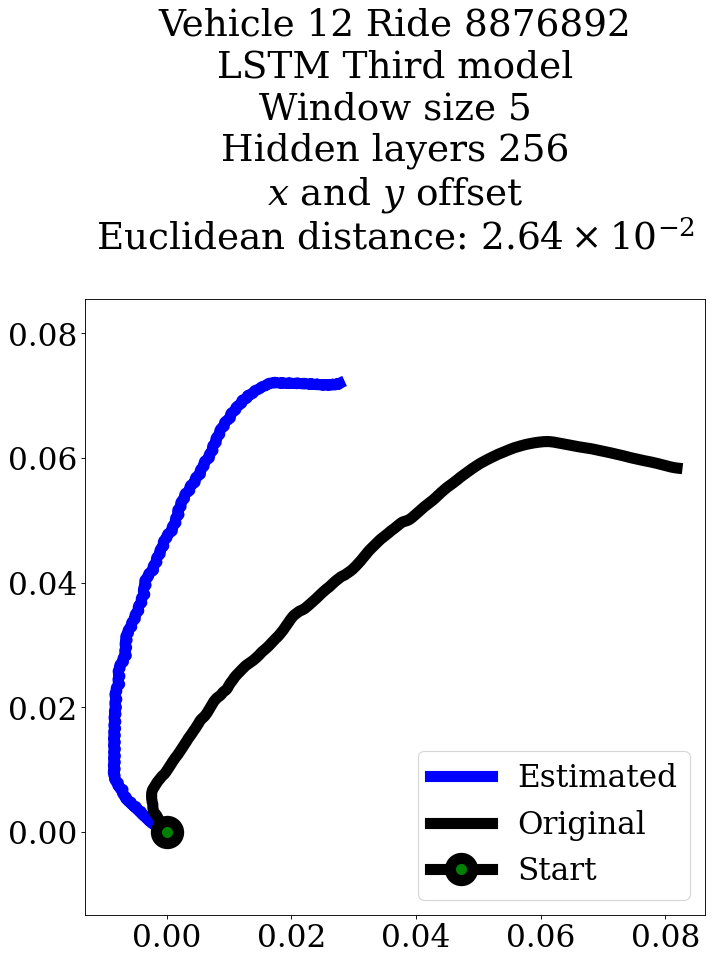 Vehicle 12 Ride 8876892
LSTM Third model
Window size 5
Hidden layers 256
x and y offset
Euclidean distance: 2.64 × 10⁻²
0.08
0.06
0.04
0.02
0.00
Estimated
Original
Start
0.00 0.02 0.04 0.06 0.08